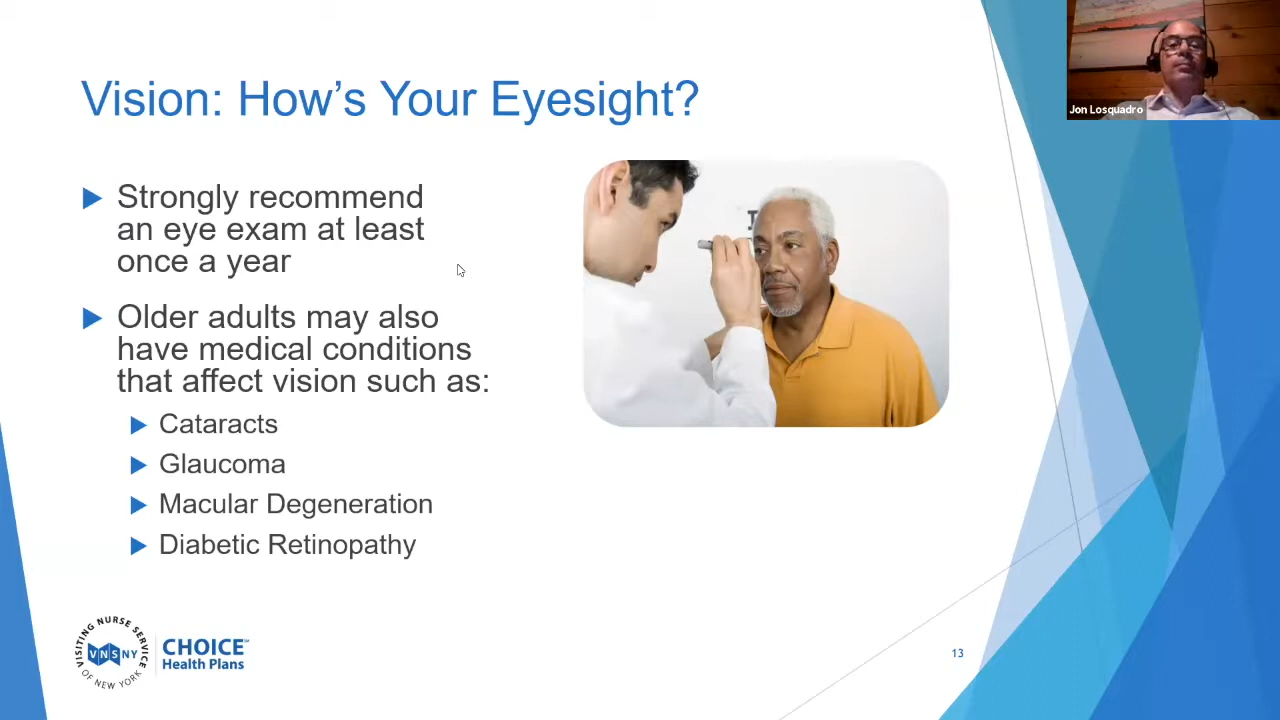 Vision: How's Your Eyesight?
Jon Losquadro
Strongly recommend
an eye exam at least
once a year
Older adults may also
have medical conditions
that affect vision such as:
Cataracts
Glaucoma
Macular Degeneration
Diabetic Retinopathy
VISITING NURSE SERVICE
VNSNY
OF NEW YORK
CHOICE
Health Plans
13